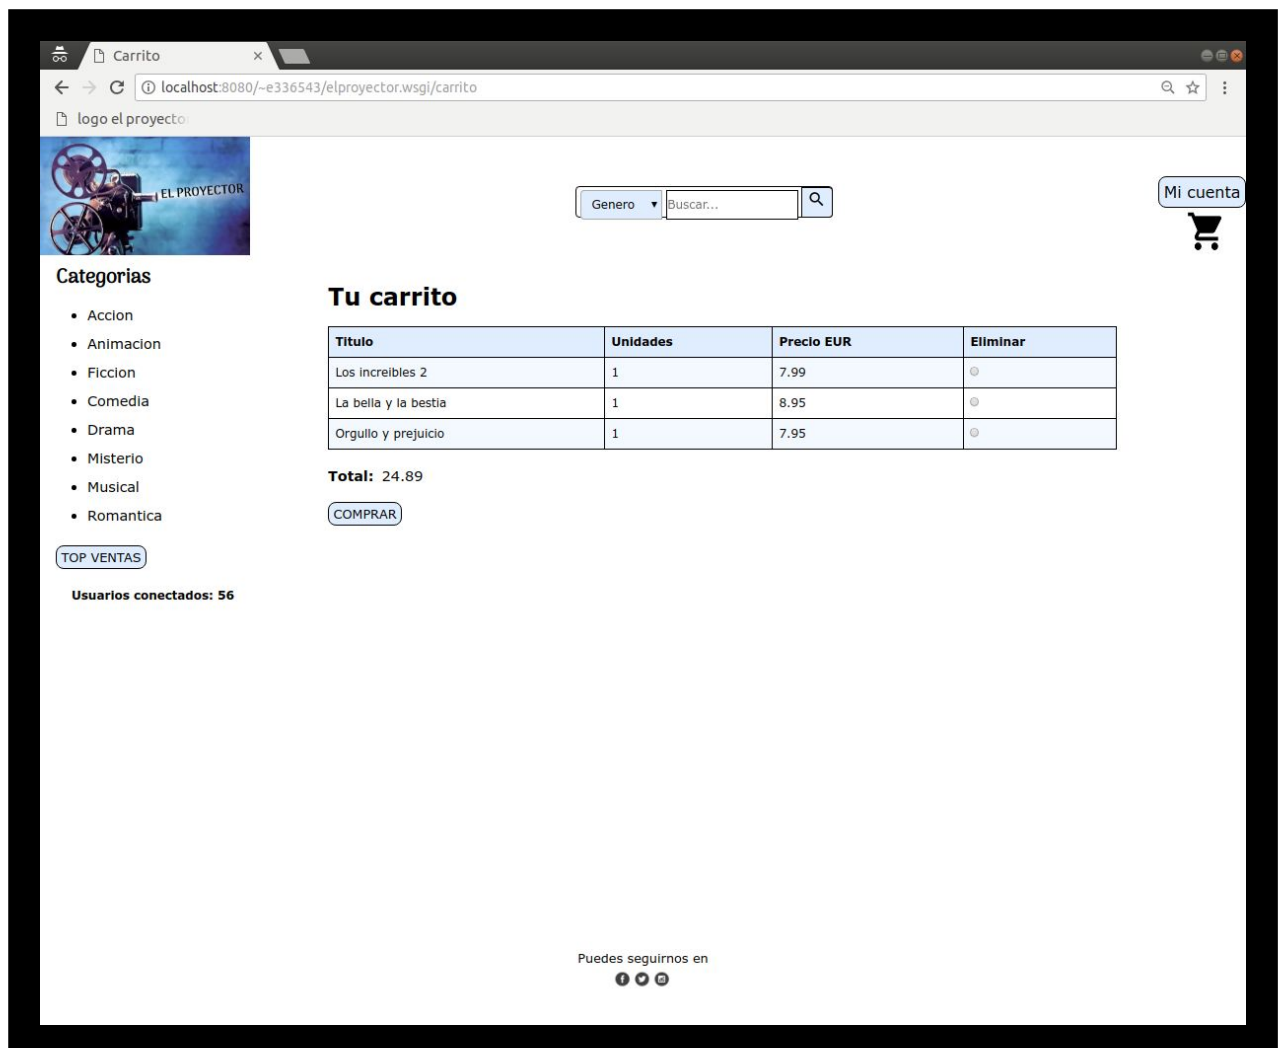 Carrito
localhost:8080/~e336543/elproyector.wsgi/carrito
logo el proyecto
EL PROYECTOR
Genero Buscar...
Mi cuenta
Categorias
Accion
Animacion
Ficcion
Comedia
Drama
Misterio
Musical
Romantica
TOP VENTAS
Usuarios conectados: 56
Tu carrito
Titulo Unidades Precio EUR Eliminar
Los increibles 2 1 7.99
La bella y la bestia 1 8.95
Orgullo y prejuicio 1 7.95
Total: 24.89
COMPRAR
Puedes seguirnos en